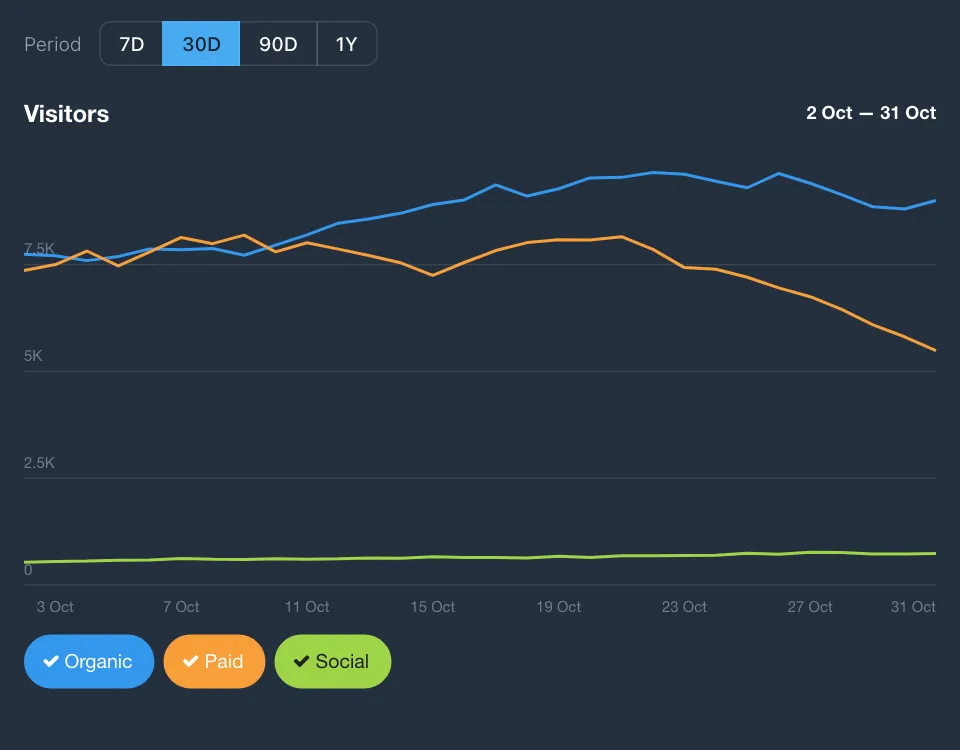 Period 7D 30D 90D 1Y
Visitors 2 Oct — 31 Oct
7.5K
5K
2.5K
0
3 Oct 7 Oct 11 Oct 15 Oct 19 Oct 23 Oct 27 Oct 31 Oct
Organic Paid Social